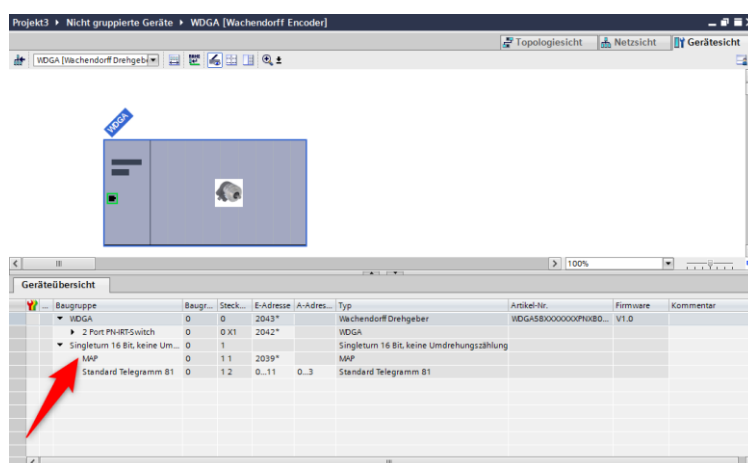 Projekt3 ▸ Nicht gruppierte Geräte ▸ WDGA [Wachendorff Encoder]
Topologiesicht Netzsicht Gerätesicht
WDGA [Wachendorff Drehgeb
WDGA
100%
Geräteübersicht
... Baugruppe Baugr... Steck... E-Adresse A-Adres... Typ Artikel-Nr. Firmware Kommentar
WDGA 0 0 2043* Wachendorff Drehgeber V1.0
2 Port PN-IRT-Switch 0 0 X1 2042* WDGA
Singleturn 16 Bit, keine Um... 0 1 Singleturn 16 Bit, keine Umdrehungszählung
MAP 0 1 1 2039* MAP
Standard Telegramm 81 0 1 2 0...11 0...3 Standard Telegramm 81